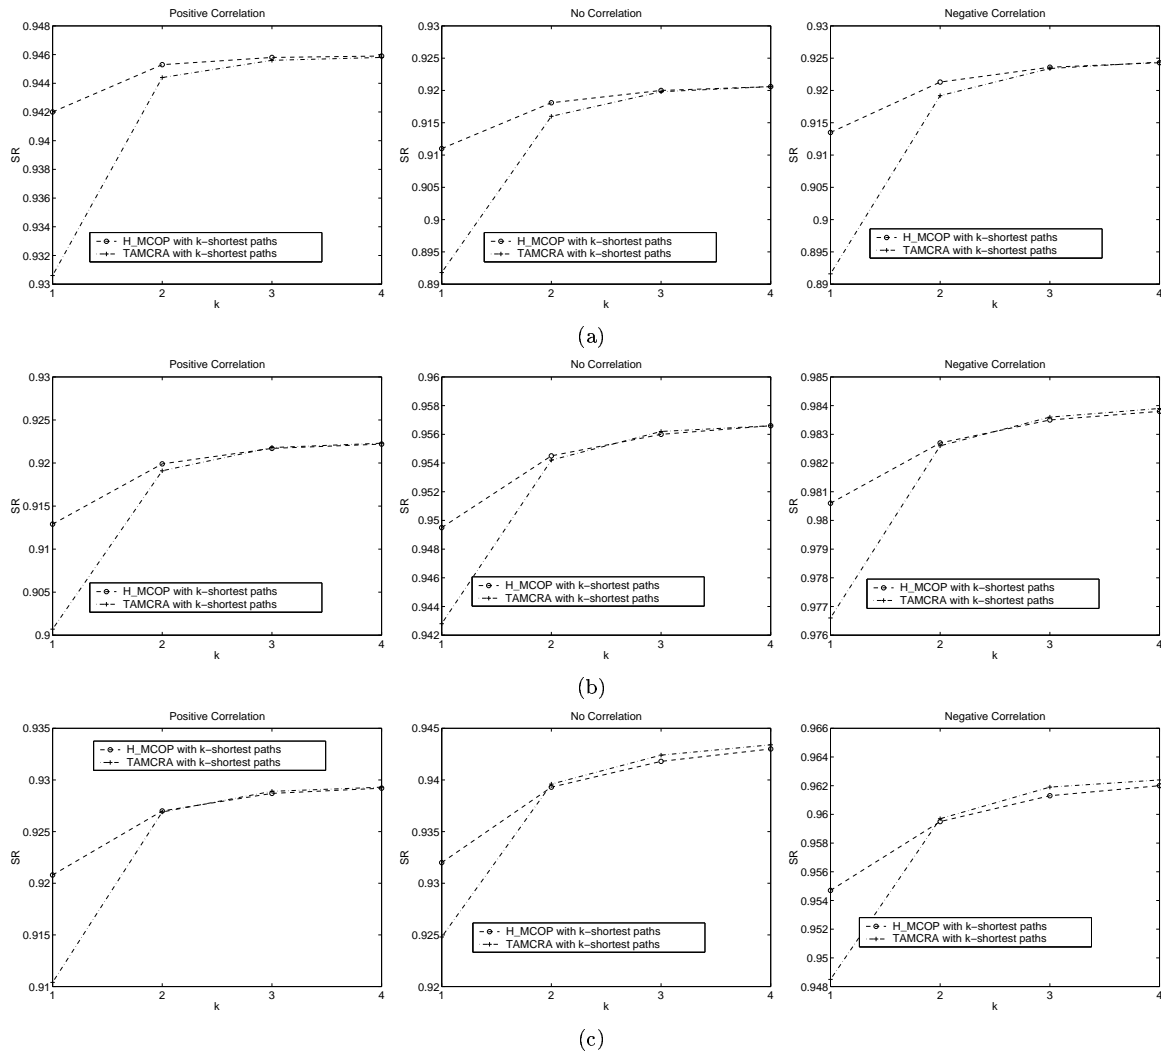 Positive Correlation
0.948
0.946
0.944
0.942
0.94
0.938
0.936
0.934
0.932
0.93
SR
H_MCOP with k−shortest paths
TAMCRA with k−shortest paths
1 2 3 4
k
No Correlation
0.93
0.925
0.92
0.915
0.91
0.905
0.9
0.895
0.89
SR
H_MCOP with k−shortest paths
TAMCRA with k−shortest paths
1 2 3 4
k
Negative Correlation
0.93
0.925
0.92
0.915
0.91
0.905
0.9
0.895
0.89
SR
H_MCOP with k−shortest paths
TAMCRA with k−shortest paths
1 2 3 4
k
(a)
Positive Correlation
0.93
0.925
0.92
0.915
0.91
0.905
0.9
SR
H_MCOP with k−shortest paths
TAMCRA with k−shortest paths
1 2 3 4
k
No Correlation
0.96
0.958
0.956
0.954
0.952
0.95
0.948
0.946
0.944
0.942
SR
H_MCOP with k−shortest paths
TAMCRA with k−shortest paths
1 2 3 4
k
Negative Correlation
0.985
0.984
0.983
0.982
0.981
0.98
0.979
0.978
0.977
0.976
SR
H_MCOP with k−shortest paths
TAMCRA with k−shortest paths
1 2 3 4
k
(b)
Positive Correlation
0.935
0.93
0.925
0.92
0.915
0.91
SR
H_MCOP with k−shortest paths
TAMCRA with k−shortest paths
1 2 3 4
k
No Correlation
0.945
0.94
0.935
0.93
0.925
0.92
SR
H_MCOP with k−shortest paths
TAMCRA with k−shortest paths
1 2 3 4
k
Negative Correlation
0.966
0.964
0.962
0.96
0.958
0.956
0.954
0.952
0.95
0.948
SR
H_MCOP with k−shortest paths
TAMCRA with k−shortest paths
1 2 3 4
k
(c)